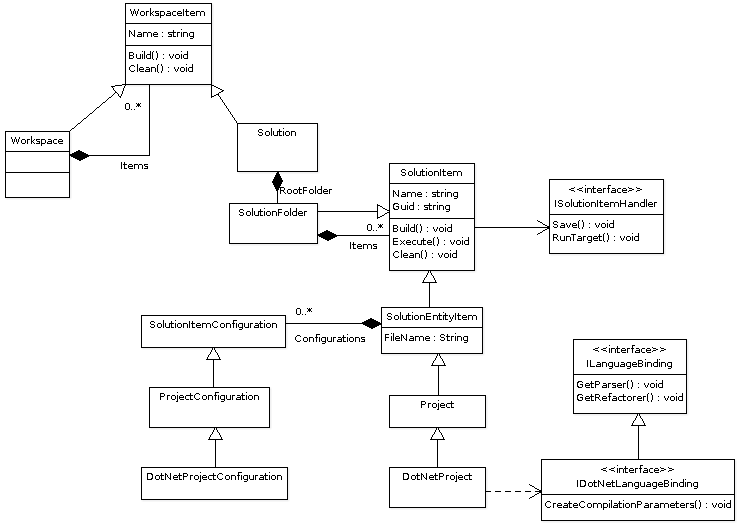 WorkspaceItem
Name : string
Build() : void
Clean() : void
0..*
Workspace
Items
Solution
RootFolder
SolutionFolder
SolutionItem
Name : string
Guid : string
Build() : void
Execute() : void
Clean() : void
0..*
Items
<<interface>>
ISolutionItemHandler
Save() : void
RunTarget() : void
SolutionEntityItem
FileName : String
0..*
Configurations
SolutionItemConfiguration
ProjectConfiguration
DotNetProjectConfiguration
Project
DotNetProject
<<interface>>
ILanguageBinding
GetParser() : void
GetRefactorer() : void
<<interface>>
IDotNetLanguageBinding
CreateCompilationParameters() : void